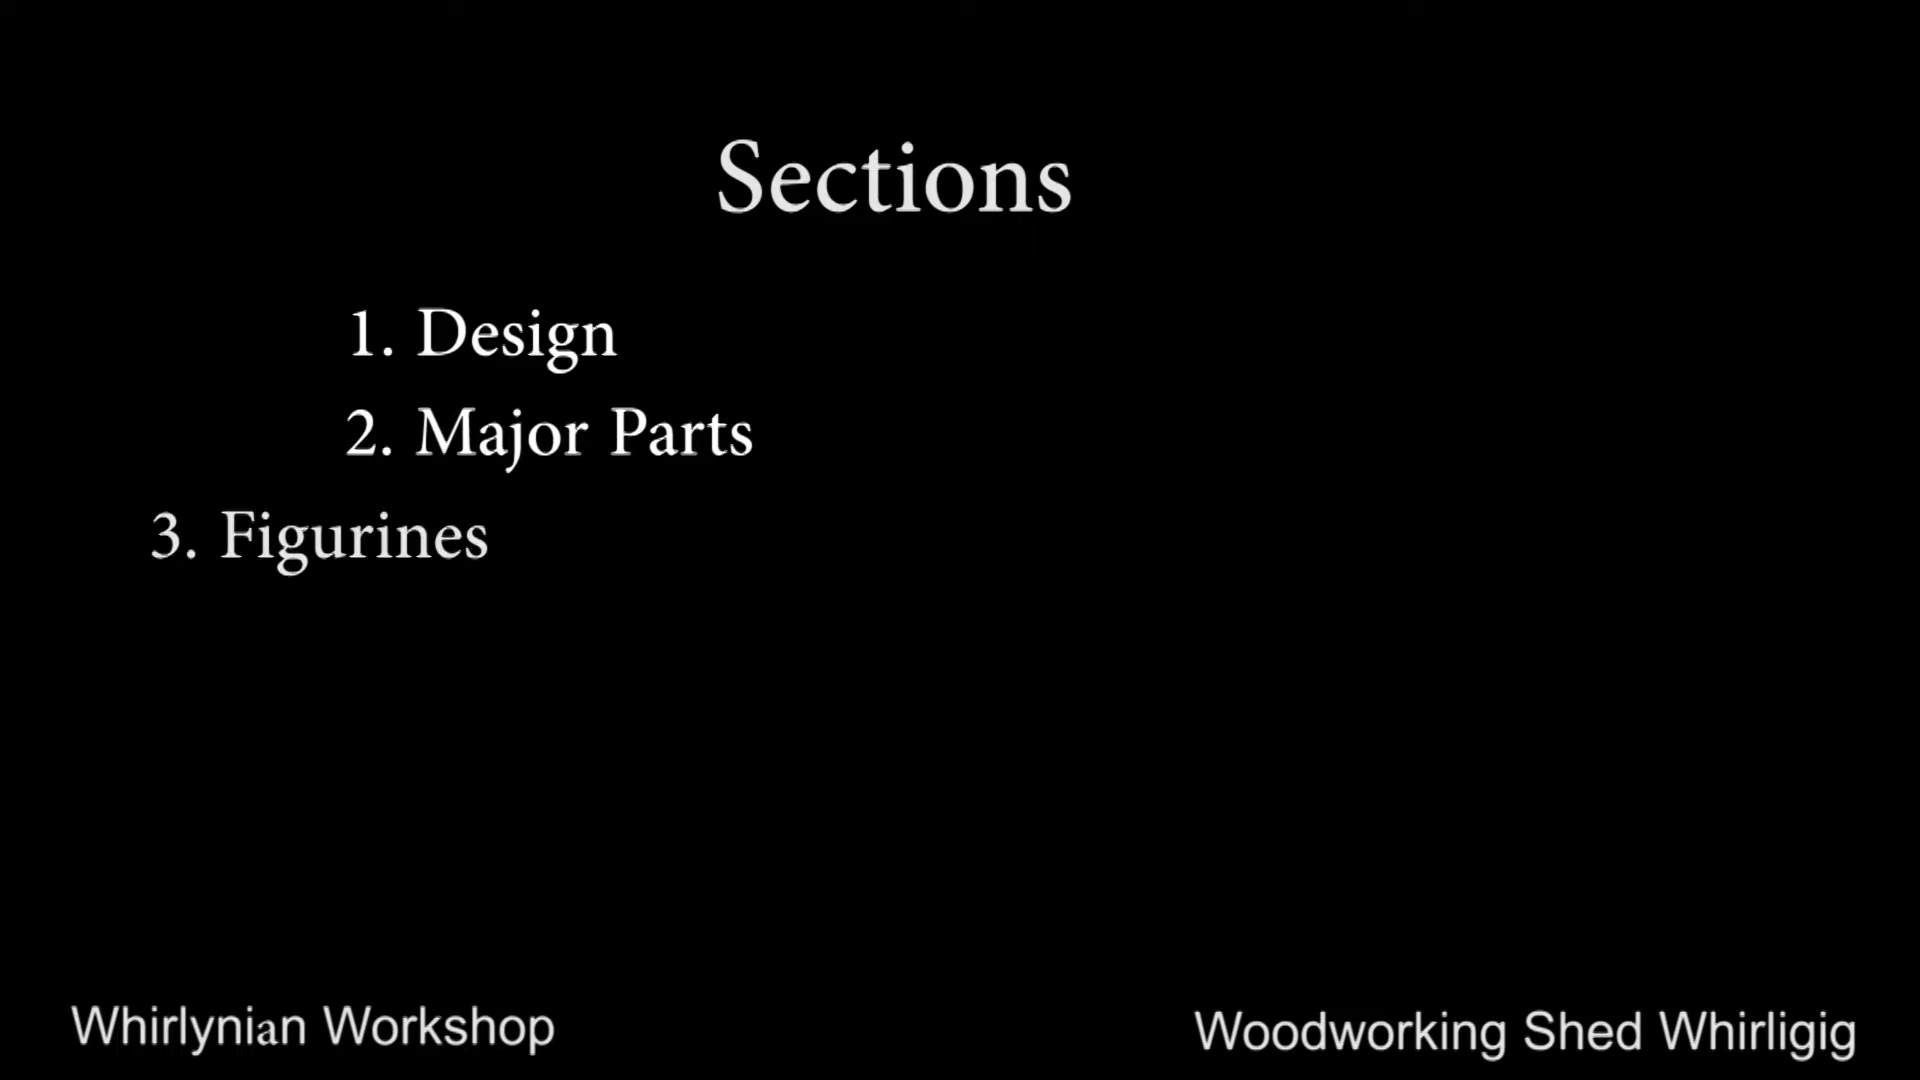 Sections
1. Design
2. Major Parts
3. Figurines
Whirlynian Workshop
Woodworking Shed Whirligig